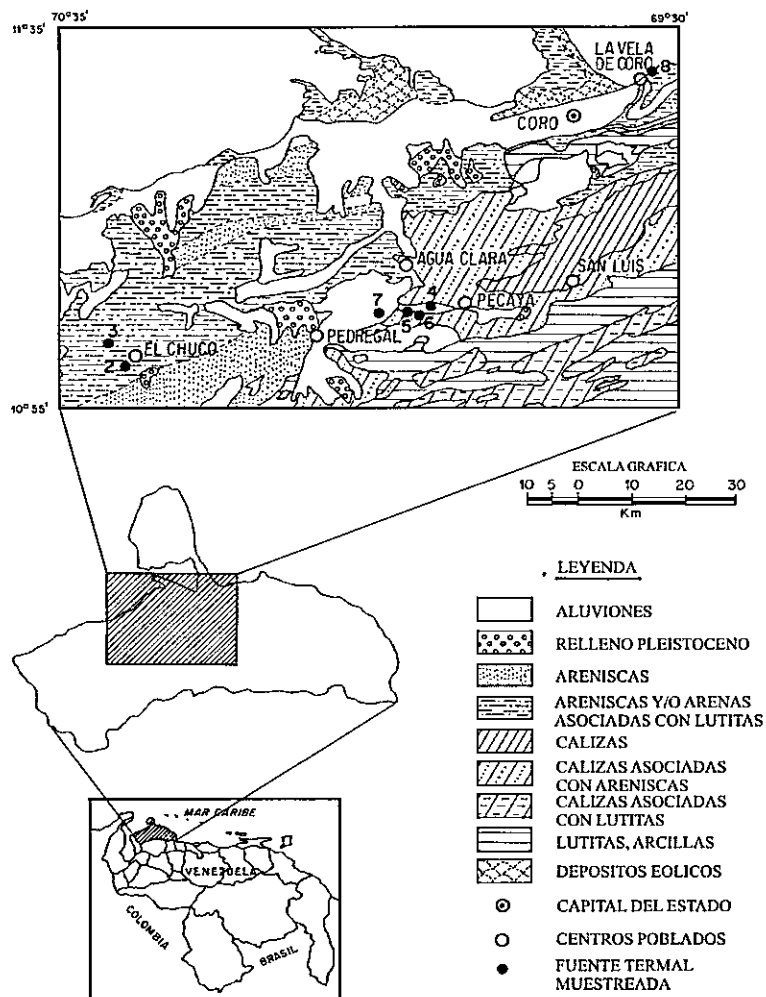 70° 35'
69° 30'
11° 35'
LA VELA
DE CORO
8
CORO
AGUA CLARA
SAN LUIS
7
4
PECAYA
5
6
3
EL CHUCO
PEDREGAL
2
10° 55'
ESCALA GRAFICA
10 5 0 10 20 30
Km
LEYENDA
ALUVIONES
RELLENO PLEISTOCENO
ARENISCAS
ARENISCAS Y/O ARENAS
ASOCIADAS CON LUTITAS
CALIZAS
CALIZAS ASOCIADAS
CON ARENISCAS
CALIZAS ASOCIADAS
CON LUTITAS
LUTITAS, ARCILLAS
DEPOSITOS EOLICOS
CAPITAL DEL ESTADO
CENTROS POBLADOS
FUENTE TERMAL
MUESTREADA
MAR CARIBE
VENEZUELA
COLOMBIA
BRASIL